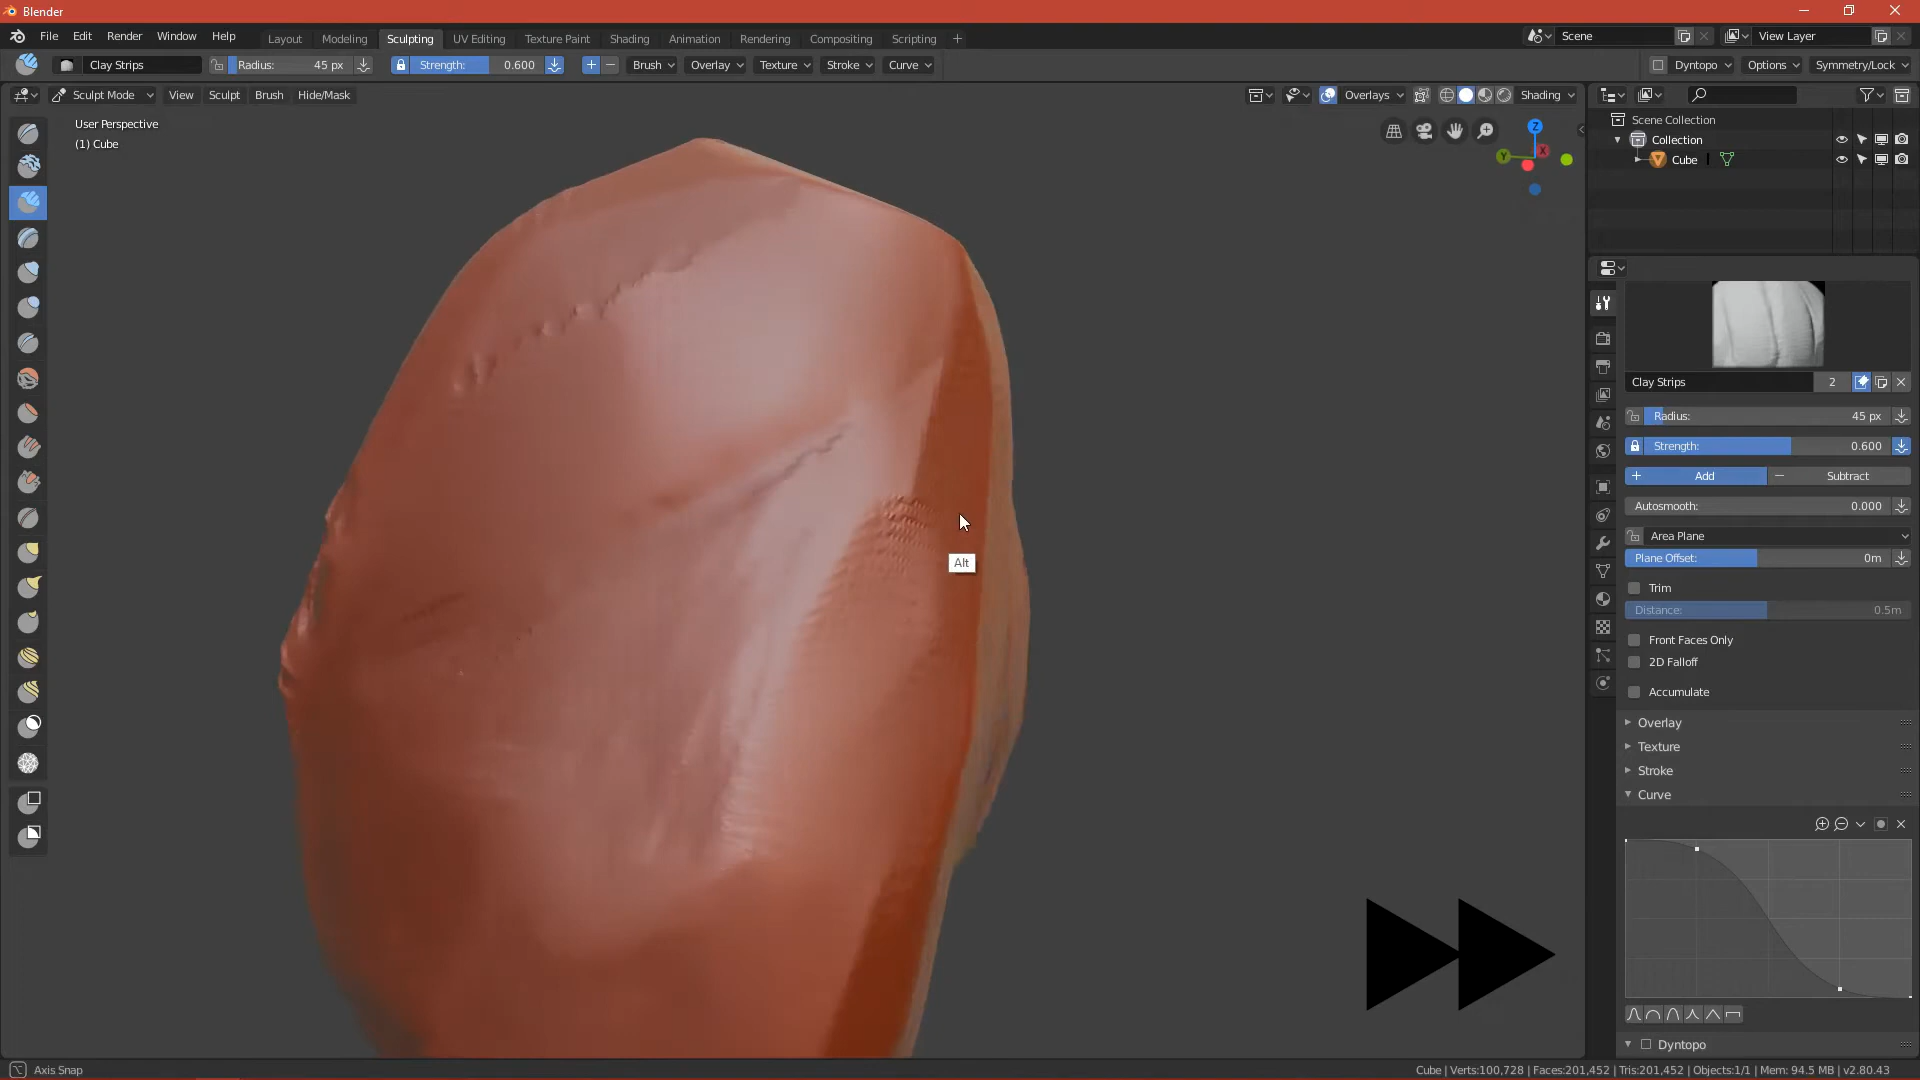 Blender
File Edit Render Window Help Layout Modeling Sculpting UV Editing Texture Paint Shading Animation Rendering Compositing Scripting + Scene View Layer
Clay Strips Radius: 45 px Strength: 0.600 + − Brush Overlay Texture Stroke Curve Dyntopo Options Symmetry/Lock
Sculpt Mode View Sculpt Brush Hide/Mask Overlays Shading
User Perspective
(1) Cube
Z
Y
X
Scene Collection
Collection
Cube
Clay Strips 2
Radius: 45 px
Strength: 0.600
+ Add − Subtract
Autosmooth: 0.000
Area Plane
Plane Offset: 0m
Trim
Distance: 0.5m
Front Faces Only
2D Falloff
Accumulate
Overlay
Texture
Stroke
Curve
Dyntopo
Alt
Axis Snap
Cube | Verts:100,728 | Faces:201,452 | Tris:201,452 | Objects:1/1 | Mem: 94.5 MB | v2.80.43